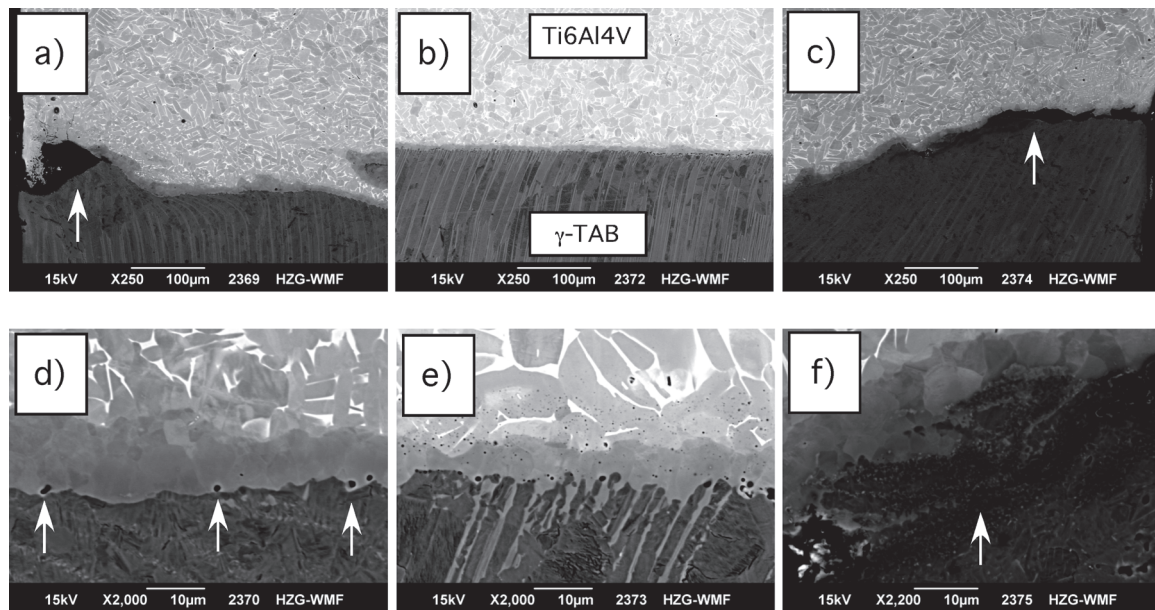 a)
15kV X250 100µm 2369 HZG-WMF
b)
Ti6Al4V
γ-TAB
15kV X250 100µm 2372 HZG-WMF
c)
15kV X250 100µm 2374 HZG-WMF
d)
15kV X2,000 10µm 2370 HZG-WMF
e)
15kV X2,000 10µm 2373 HZG-WMF
f)
15kV X2,200 10µm 2375 HZG-WMF